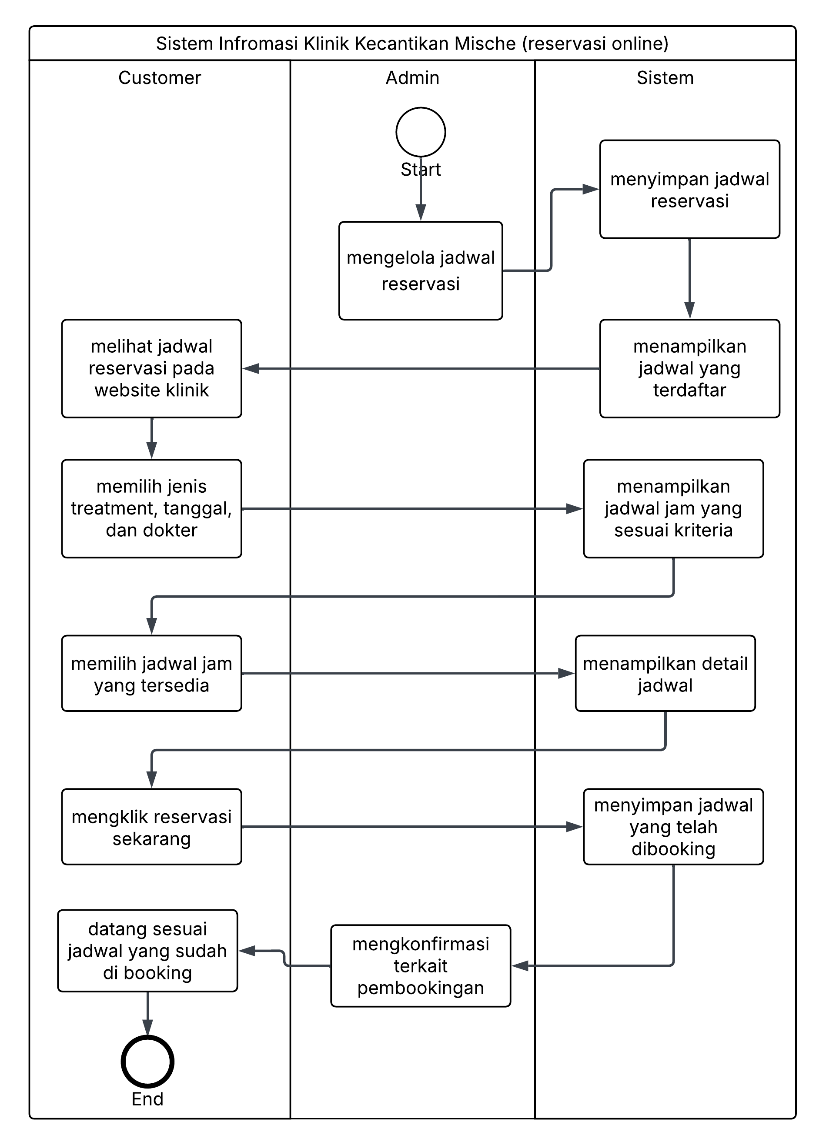 Sistem Infromasi Klinik Kecantikan Mische (reservasi online)
Customer
Admin
Sistem
Start
menyimpan jadwal
reservasi
mengelola jadwal
reservasi
melihat jadwal
reservasi pada
website klinik
menampilkan
jadwal yang
terdaftar
memilih jenis
treatment, tanggal,
dan dokter
menampilkan
jadwal jam yang
sesuai kriteria
memilih jadwal jam
yang tersedia
menampilkan detail
jadwal
mengklik reservasi
sekarang
menyimpan jadwal
yang telah
dibooking
datang sesuai
jadwal yang sudah
di booking
mengkonfirmasi
terkait
pembookingan
End